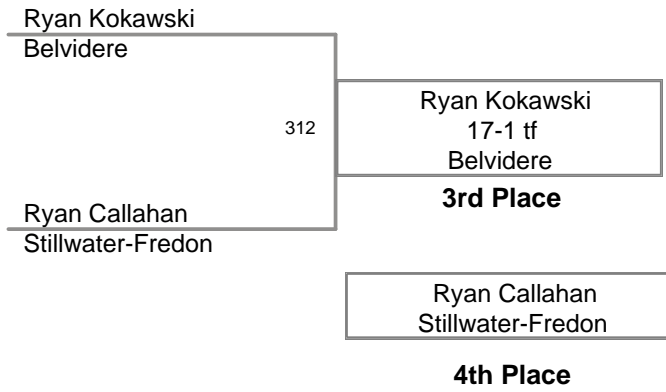 Ryan Kokawski
Belvidere
312
Ryan Kokawski
17-1 tf
Belvidere
3rd Place
Ryan Callahan
Stillwater-Fredon
Ryan Callahan
Stillwater-Fredon
4th Place